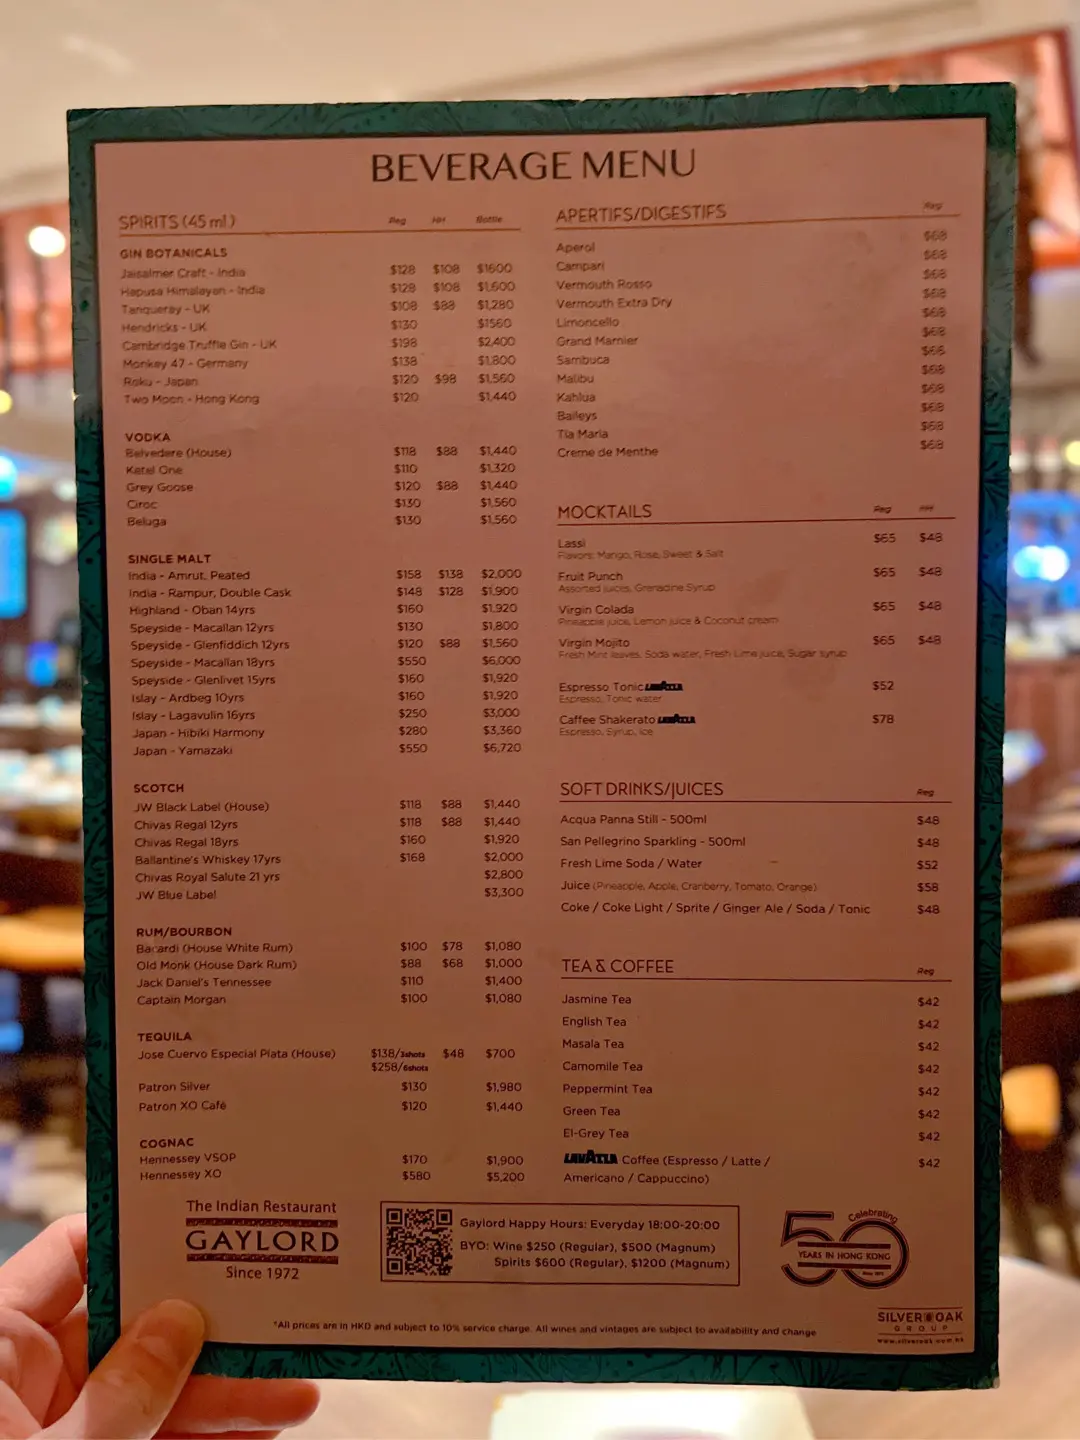 BEVERAGE MENU
SPIRITS (45 ml) Reg HH Bottle
GIN BOTANICALS
Jaisalmer Craft - India $128 $108 $1600
Hapusa Himalayan - India $128 $108 $1,600
Tanqueray - UK $108 $88 $1,280
Hendricks - UK $130 $1560
Cambridge Truffle Gin - UK $198 $2,400
Monkey 47 - Germany $138 $1,800
Roku - Japan $120 $98 $1,560
Two Moon - Hong Kong $120 $1,440
VODKA
Belvedere (House) $118 $88 $1,440
Ketel One $110 $1,320
Grey Goose $120 $88 $1,440
Ciroc $130 $1,560
Beluga $130 $1,560
SINGLE MALT
India - Amrut, Peated $158 $138 $2,000
India - Rampur, Double Cask $148 $128 $1,900
Highland - Oban 14yrs $160 $1,920
Speyside - Macallan 12yrs $130 $1,800
Speyside - Glenfiddich 12yrs $120 $88 $1,560
Speyside - Macallan 18yrs $550 $6,000
Speyside - Glenlivet 15yrs $160 $1,920
Islay - Ardbeg 10yrs $160 $1,920
Islay - Lagavulin 16yrs $250 $3,000
Japan - Hibiki Harmony $280 $3,360
Japan - Yamazaki $550 $6,720
SCOTCH
JW Black Label (House) $118 $88 $1,440
Chivas Regal 12yrs $118 $88 $1,440
Chivas Regal 18yrs $160 $1,920
Ballantine's Whiskey 17yrs $168 $2,000
Chivas Royal Salute 21 yrs $2,800
JW Blue Label $3,300
RUM/BOURBON
Bacardi (House White Rum) $100 $78 $1,080
Old Monk (House Dark Rum) $88 $68 $1,000
Jack Daniel's Tennessee $110 $1,400
Captain Morgan $100 $1,080
TEQUILA
Jose Cuervo Especial Plata (House) $138/3shots $48 $700
$258/6shots
Patron Silver $130 $1,980
Patron XO Café $120 $1,440
COGNAC
Hennessey VSOP $170 $1,900
Hennessey XO $580 $5,200
APERTIFS/DIGESTIFS Reg
Aperol $68
Campari $68
Vermouth Rosso $68
Vermouth Extra Dry $68
Limoncello $68
Grand Marnier $68
Sambuca $68
Malibu $68
Kahlua $68
Baileys $68
Tia Maria $68
Creme de Menthe $68
MOCKTAILS Reg HH
Lassi $65 $48
Flavors: Mango, Rose, Sweet & Salt
Fruit Punch $65 $48
Assorted juices, Grenadine Syrup
Virgin Colada $65 $48
Pineapple juice, Lemon juice & Coconut cream
Virgin Mojito $65 $48
Fresh Mint leaves, Soda water, Fresh Lime juice, Sugar syrup
Espresso Tonic LAVAZZA $52
Espresso, Tonic water
Caffee Shakerato LAVAZZA $78
Espresso, Syrup, Ice
SOFT DRINKS/JUICES Reg
Acqua Panna Still - 500ml $48
San Pellegrino Sparkling - 500ml $48
Fresh Lime Soda / Water $52
Juice (Pineapple, Apple, Cranberry, Tomato, Orange) $58
Coke / Coke Light / Sprite / Ginger Ale / Soda / Tonic $48
TEA & COFFEE Reg
Jasmine Tea $42
English Tea $42
Masala Tea $42
Camomile Tea $42
Peppermint Tea $42
Green Tea $42
El-Grey Tea $42
LAVAZZA Coffee (Espresso / Latte / $42
Americano / Cappuccino)
The Indian Restaurant
GAYLORD
Since 1972
Gaylord Happy Hours: Everyday 18:00-20:00
BYO: Wine $250 (Regular), $500 (Magnum)
Spirits $600 (Regular), $1200 (Magnum)
Celebrating
50
YEARS IN HONG KONG
*All prices are in HKD and subject to 10% service charge. All wines and vintages are subject to availability and change
SILVER OAK
GROUP
www.silveroak.com.hk